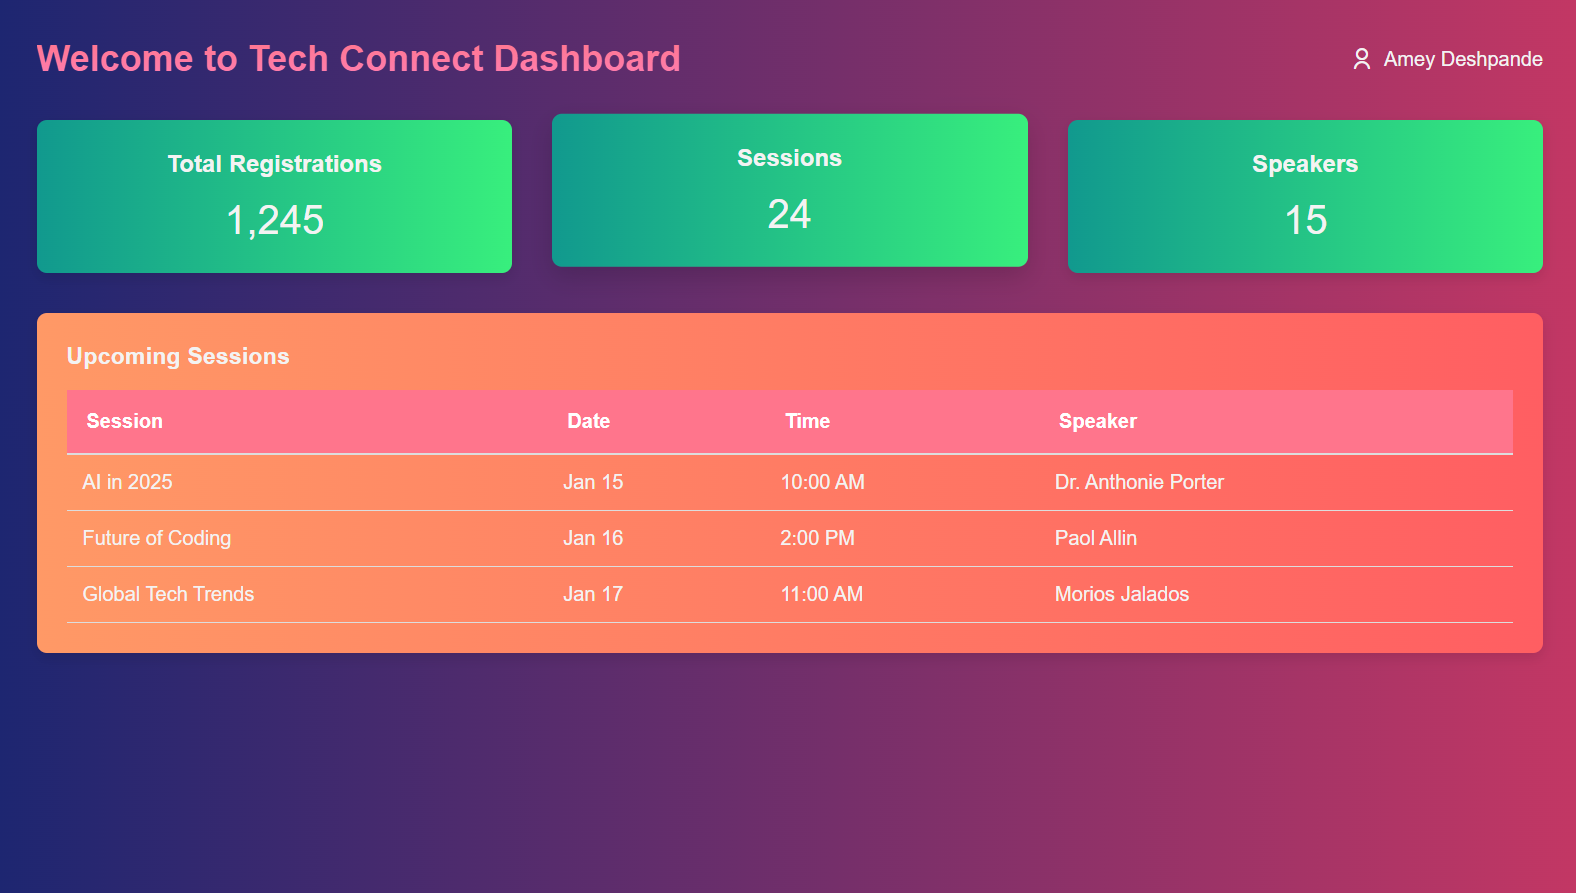 Welcome to Tech Connect Dashboard
Amey Deshpande
Total Registrations
1,245
Sessions
24
Speakers
15
Upcoming Sessions
Session Date Time Speaker
AI in 2025 Jan 15 10:00 AM Dr. Anthonie Porter
Future of Coding Jan 16 2:00 PM Paol Allin
Global Tech Trends Jan 17 11:00 AM Morios Jalados